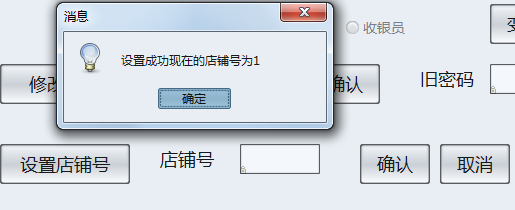 消息
收银员
设置成功现在的店铺号为1
确认
旧密码
确定
设置店铺号
店铺号
确认
取消